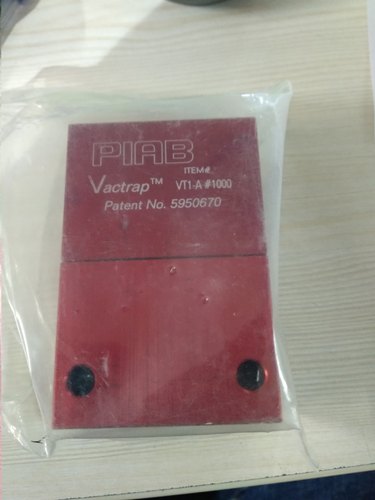 PIAB
ITEM#
Vactrap™ VT1-A-#1000
Patent No. 5950670